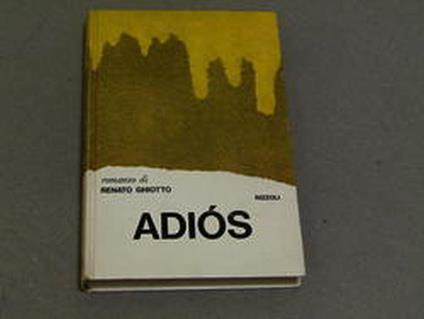 romanzo di
RENATO GHIOTTO RIZZOLI
ADIÓS